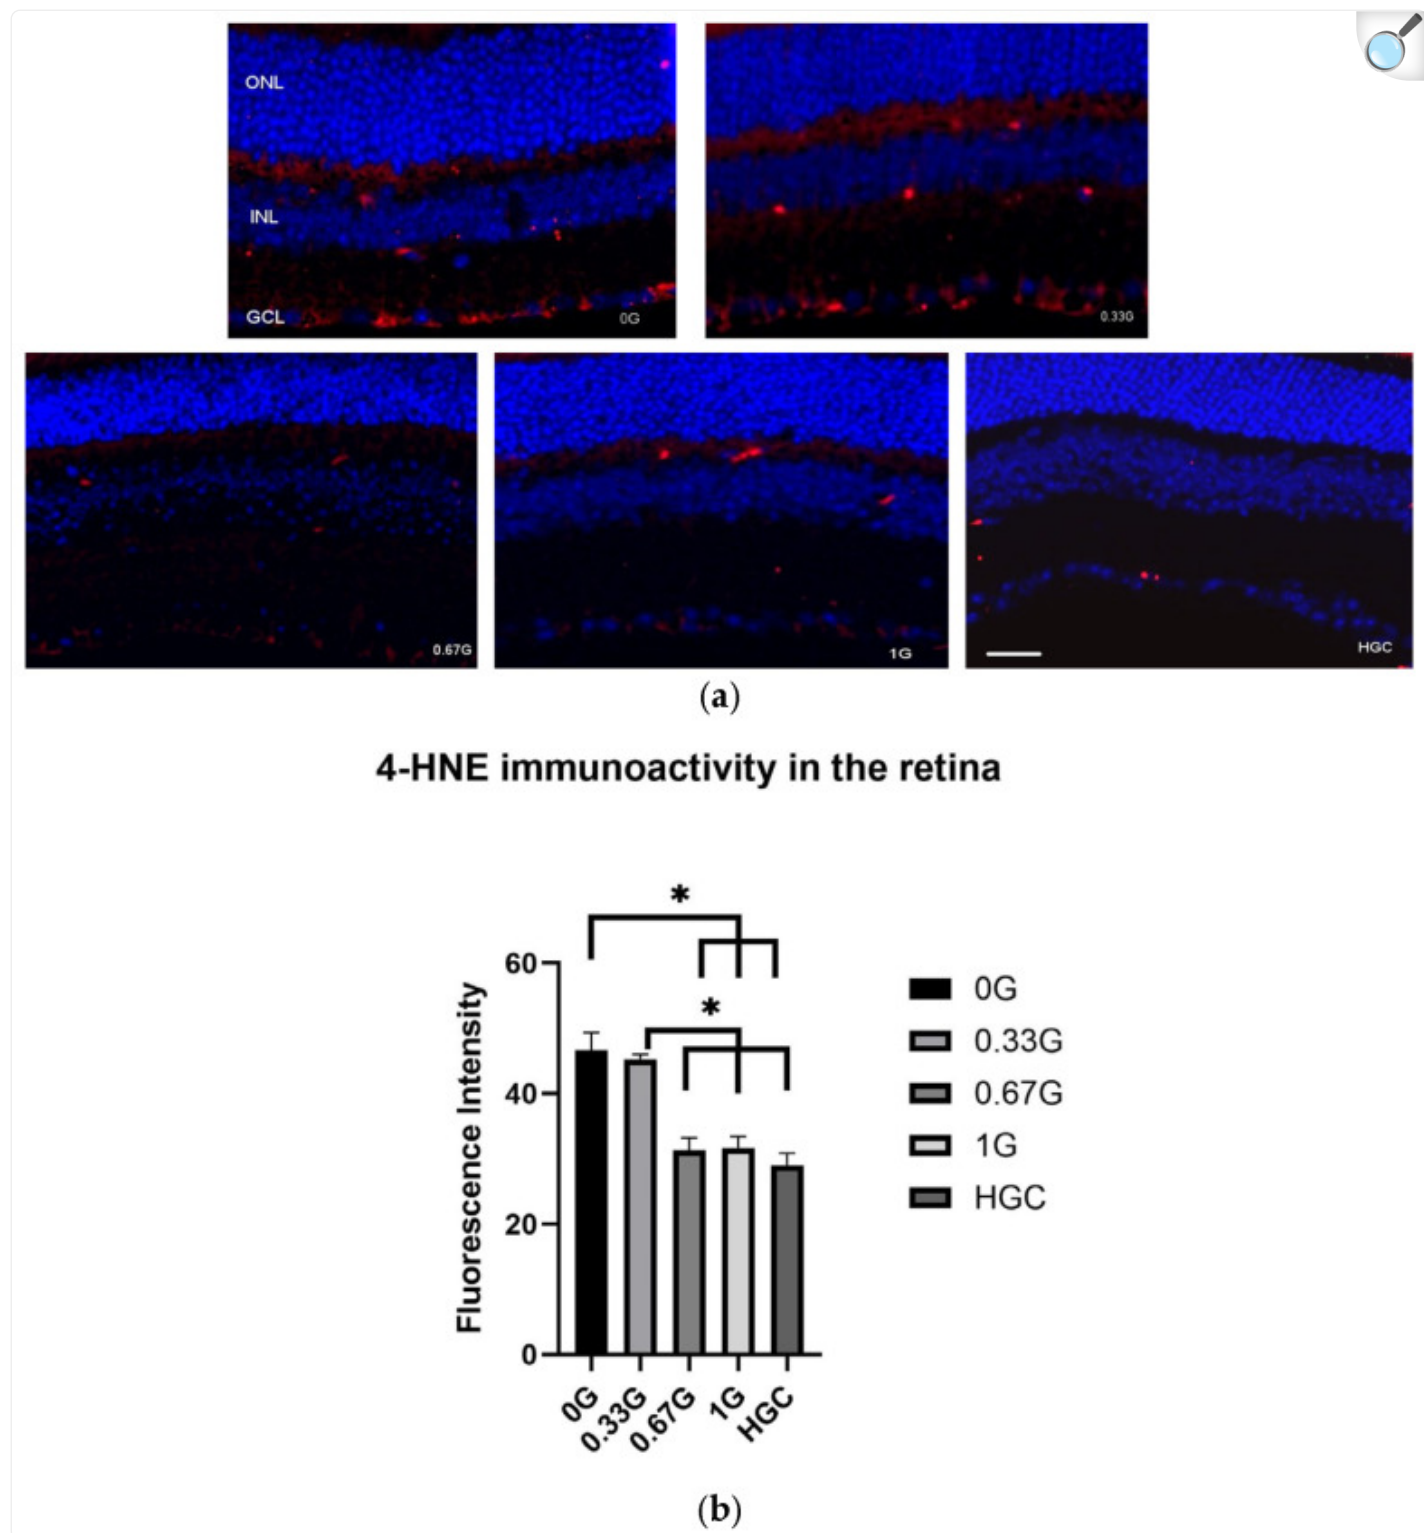 ONL
INL
GCL
0G
0.33G
0.67G
1G
HGC
(a)
4-HNE immunoactivity in the retina
*
*
Fluorescence Intensity
60
40
20
0
0G
0.33G
0.67G
1G
HGC
0G
0.33G
0.67G
1G
HGC
(b)